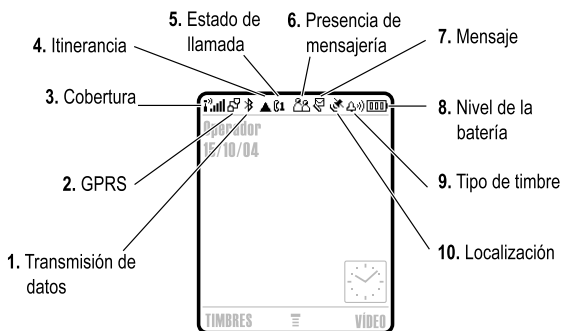 5. Estado de
llamada
6. Presencia de
mensajería
4. Itinerancia
7. Mensaje
3. Cobertura
8. Nivel de la
batería
Operador
15/10/04
2. GPRS
9. Tipo de timbre
1. Transmisión de
datos
10. Localización
TIMBRES
VÍDEO